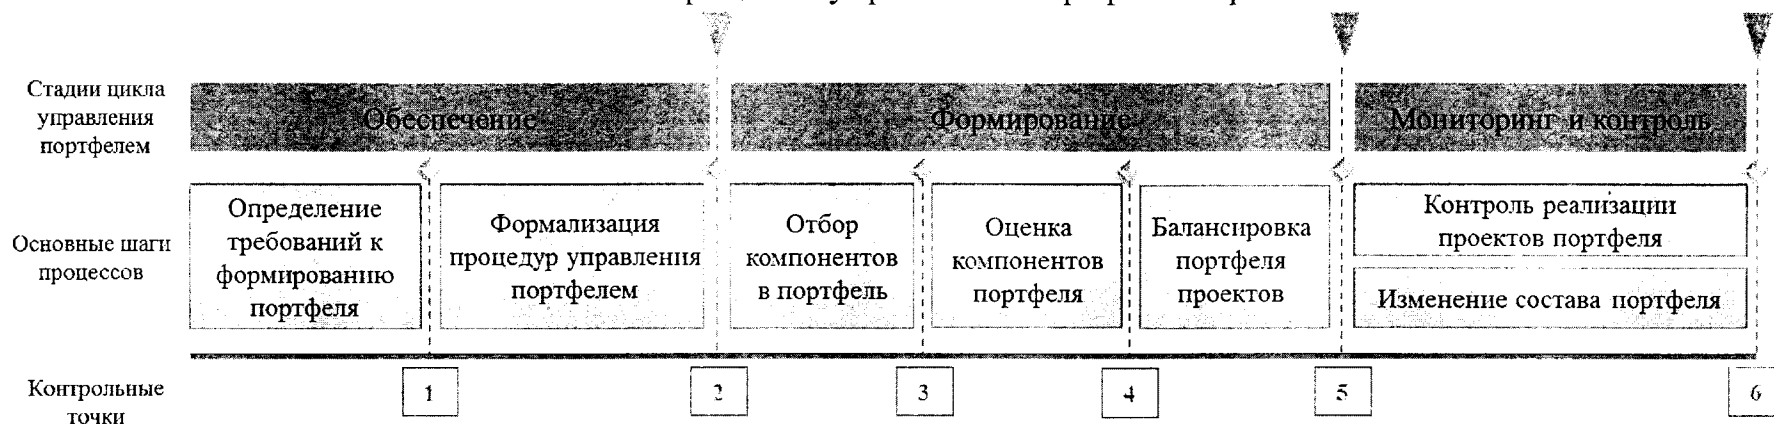 Стадии цикла
управления
портфелем
Обеспечение
Формирование
Мониторинг и контроль
Основные шаги
процессов
Определение
требований к
формированию
портфеля
Формализация
процедур управления
портфелем
Отбор
компонентов
в портфель
Оценка
компонентов
портфеля
Балансировка
портфеля
проектов
Контроль реализации
проектов портфеля
Изменение состава портфеля
Контрольные
точки
1
2
3
4
5
6